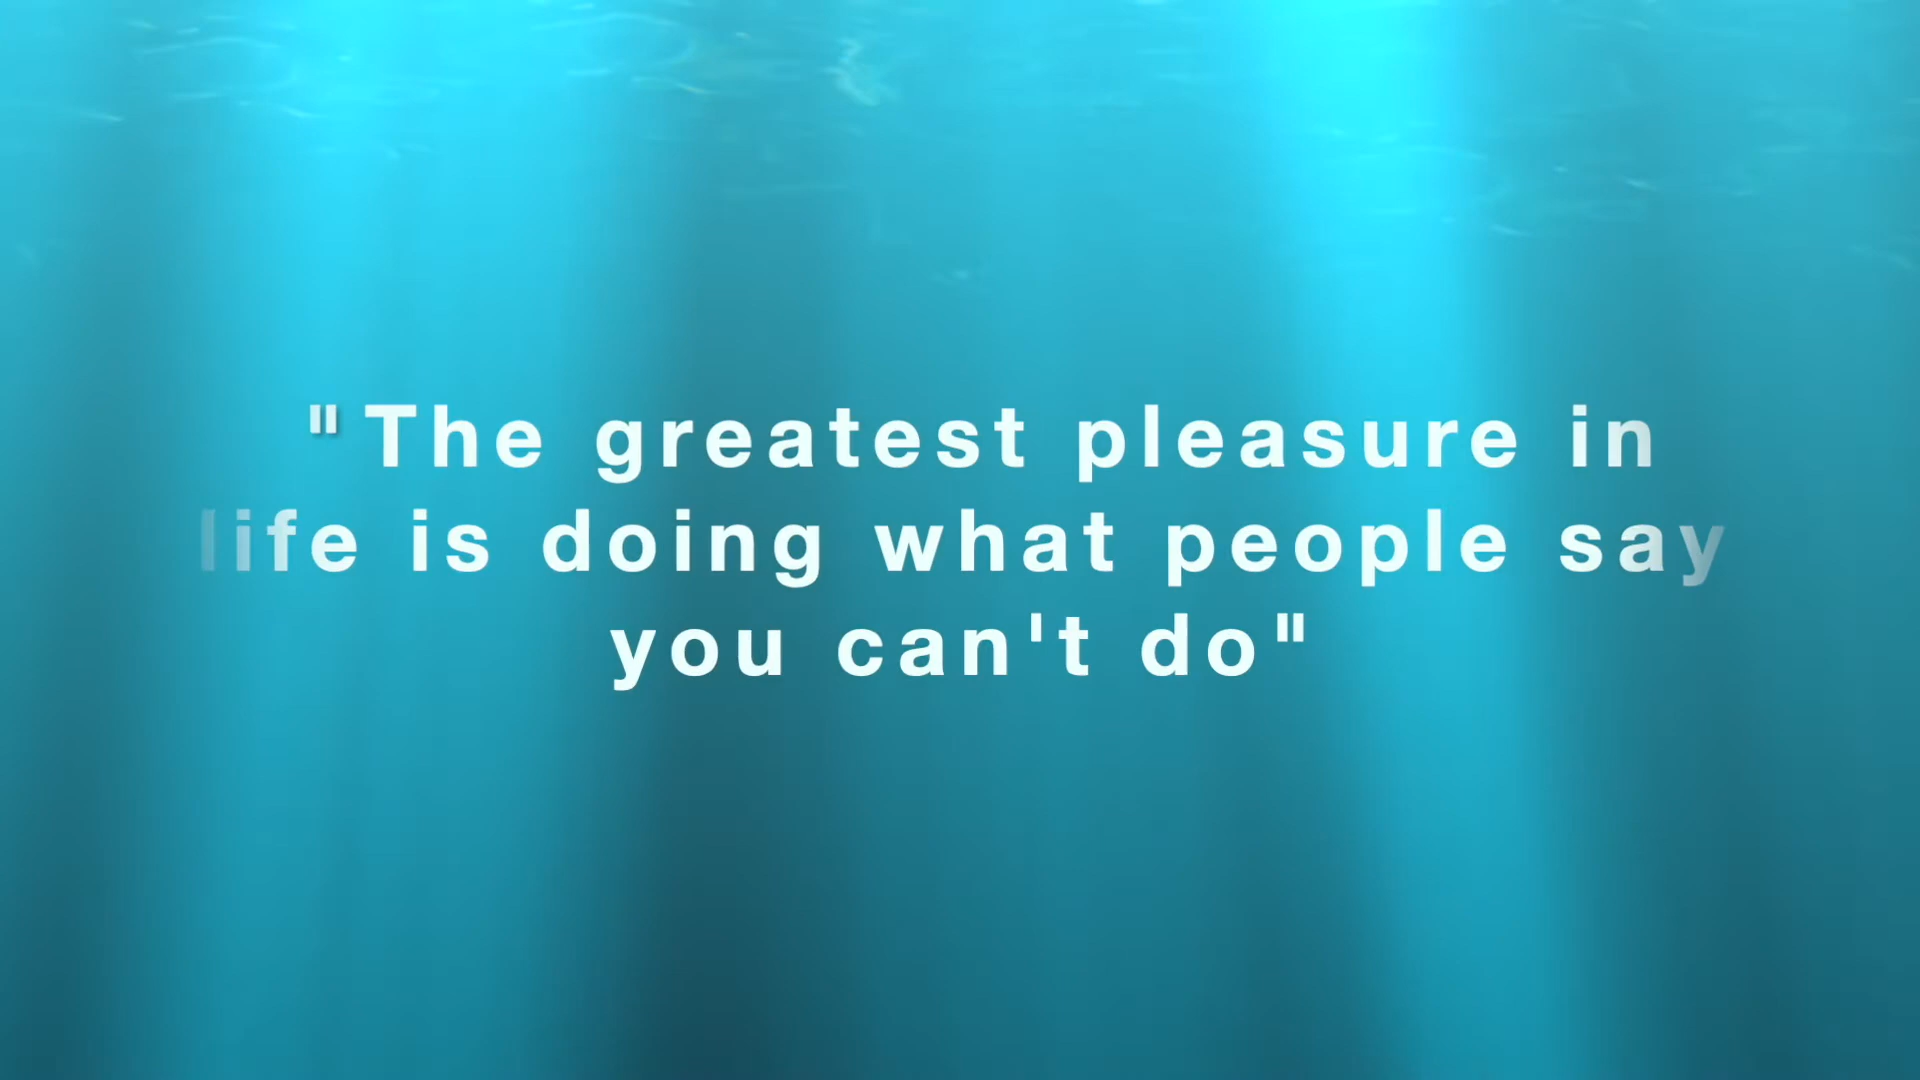 "The greatest pleasure in
life is doing what people say
you can't do"